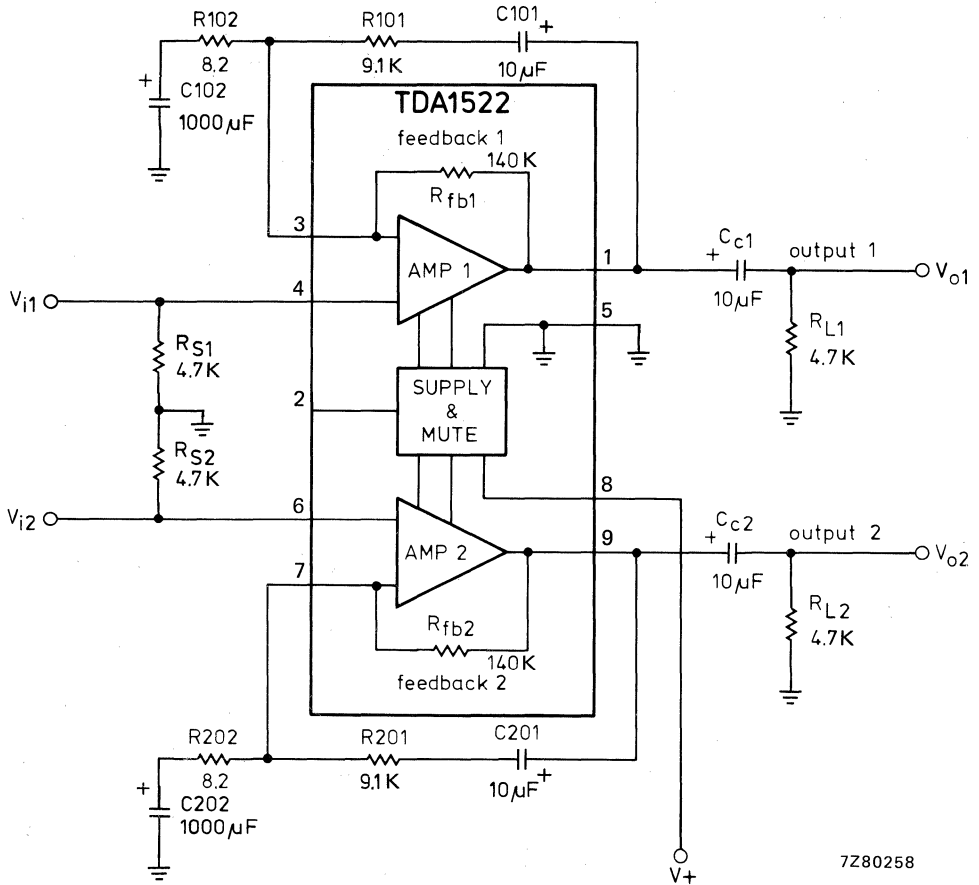 R102
8.2
R101
9.1K
C101
+
10µF
+
C102
1000µF
TDA1522
feedback 1
140K
Rfb1
3
AMP 1
1
+
Cc1
10µF
output 1
Vo1
Vi1
4
5
RS1
4.7K
RL1
4.7K
2
SUPPLY
&
MUTE
RS2
4.7K
8
Vi2
6
AMP 2
9
+
Cc2
10µF
output 2
Vo2
7
Rfb2
140K
feedback 2
RL2
4.7K
R202
8.2
R201
9.1K
C201
10µF
+
+
C202
1000µF
V+
7Z80258